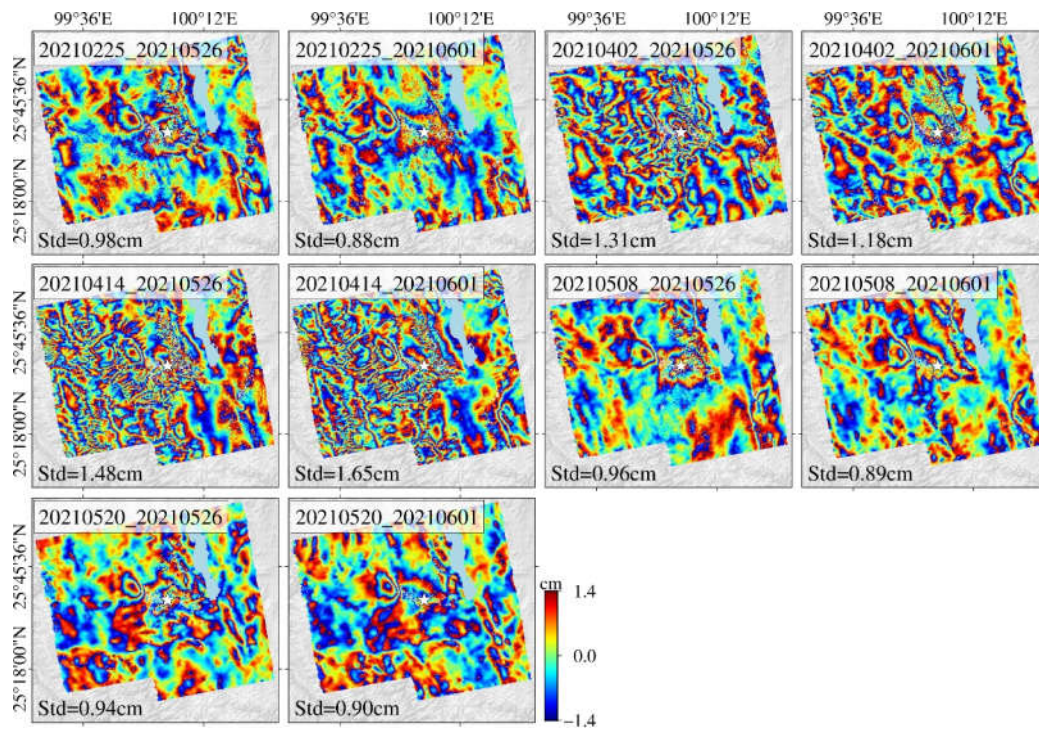 99°36'E 100°12'E 99°36'E 100°12'E 99°36'E 100°12'E 99°36'E 100°12'E
20210225_20210526 20210225_20210601 20210402_20210526 20210402_20210601
25°45'36"N
25°18'00"N
Std=0.98cm Std=0.88cm Std=1.31cm Std=1.18cm
20210414_20210526 20210414_20210601 20210508_20210526 20210508_20210601
25°45'36"N
25°18'00"N
Std=1.48cm Std=1.65cm Std=0.96cm Std=0.89cm
20210520_20210526 20210520_20210601
25°45'36"N
25°18'00"N
Std=0.94cm Std=0.90cm
cm
1.4
0.0
−1.4